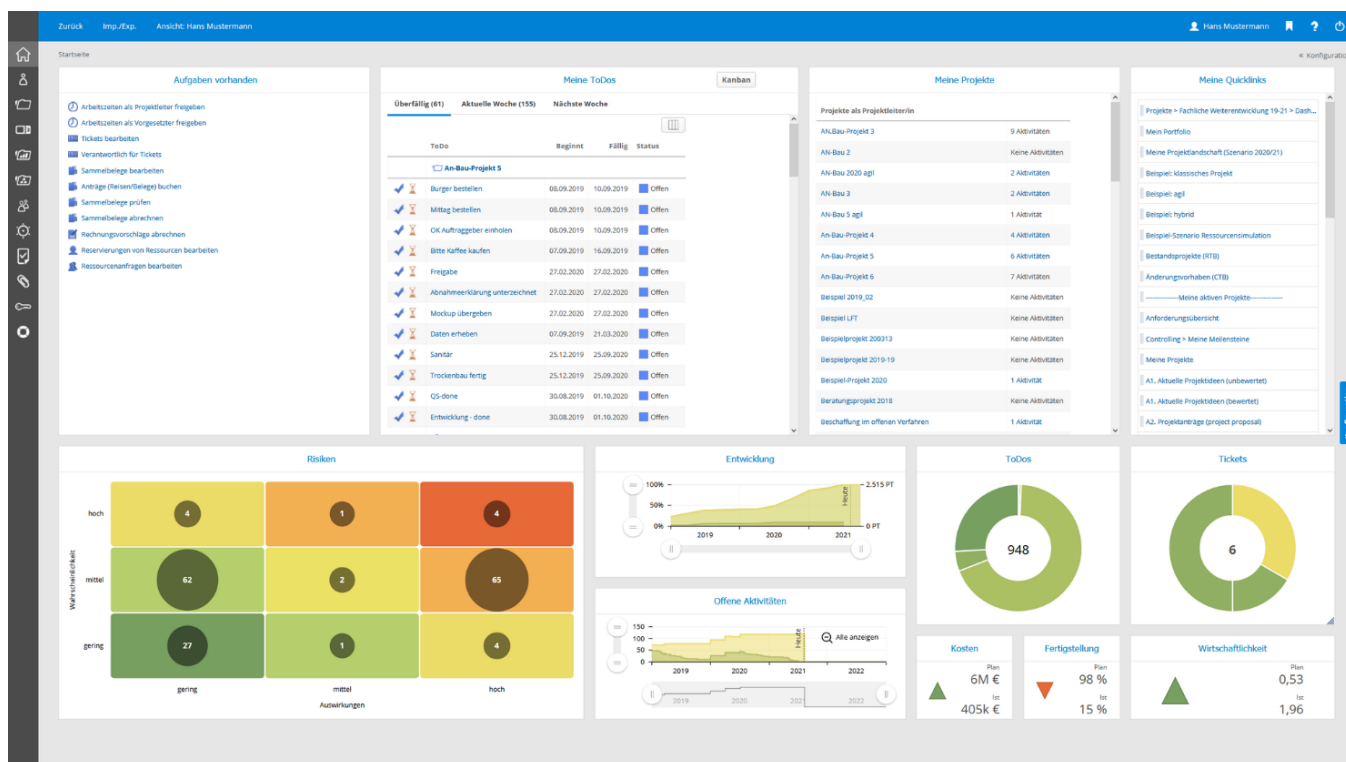 Zurück Imp./Exp. Ansicht: Hans Mustermann Hans Mustermann ?
Startseite « Konfiguratio
Aufgaben vorhanden
Arbeitszeiten als Projektleiter freigeben
Arbeitszeiten als Vorgesetzter freigeben
Tickets bearbeiten
Verantwortlich für Tickets
Sammelbelege bearbeiten
Anträge (Reisen/Belege) buchen
Sammelbelege prüfen
Sammelbelege abrechnen
Rechnungsvorschläge abrechnen
Reservierungen von Ressourcen bearbeiten
Ressourcenanfragen bearbeiten
Meine ToDos Kanban
Überfällig (61) Aktuelle Woche (155) Nächste Woche
ToDo Beginnt Fällig Status
An-Bau-Projekt 5
Burger bestellen 08.09.2019 10.09.2019 Offen
Mittag bestellen 08.09.2019 10.09.2019 Offen
OK Auftraggeber einholen 08.09.2019 10.09.2019 Offen
Bitte Kaffee kaufen 07.09.2019 16.09.2019 Offen
Freigabe 27.02.2020 27.02.2020 Offen
Abnahmeerklärung unterzeichnet 27.02.2020 27.02.2020 Offen
Mockup übergeben 27.02.2020 27.02.2020 Offen
Daten erheben 07.09.2019 21.03.2020 Offen
Sanitär 25.12.2019 25.09.2020 Offen
Trockenbau fertig 25.12.2019 25.09.2020 Offen
QS-done 30.08.2019 01.10.2020 Offen
Entwicklung - done 30.08.2019 01.10.2020 Offen
Meine Projekte
Projekte als Projektleiter/in
AN.Bau-Projekt 3 9 Aktivitäten
AN-Bau 2 Keine Aktivitäten
AN-Bau 2020 agil 2 Aktivitäten
AN-Bau 3 2 Aktivitäten
AN-Bau 5 agil 1 Aktivität
An-Bau-Projekt 4 4 Aktivitäten
An-Bau-Projekt 5 6 Aktivitäten
An-Bau-Projekt 6 7 Aktivitäten
Beispiel 2019_02 Keine Aktivitäten
Beispiel LFT Keine Aktivitäten
Beispielprojekt 200313 Keine Aktivitäten
Beispielprojekt 2019-19 Keine Aktivitäten
Beispiel-Projekt 2020 1 Aktivität
Beratungsprojekt 2018 Keine Aktivitäten
Beschaffung im offenen Verfahren 1 Aktivität
Meine Quicklinks
Projekte > Fachliche Weiterentwicklung 19-21 > Dash...
Mein Portfolio
Meine Projektlandschaft (Szenario 2020/21)
Beispiel: klassisches Projekt
Beispiel: agil
Beispiel: hybrid
Beispiel-Szenario Ressourcensimulation
Bestandsprojekte (RTB)
Änderungsvorhaben (CTB)
-------------Meine aktiven Projekte-------------
Anforderungsübersicht
Controlling > Meine Meilensteine
Meine Projekte
A1. Aktuelle Projektideen (unbewertet)
A1. Aktuelle Projektideen (bewertet)
A2. Projektanträge (project proposal)
Risiken
Wahrscheinlichkeit
hoch 4 1 4
mittel 62 2 65
gering 27 1 4
gering mittel hoch
Auswirkungen
Entwicklung
100% 2.515 PT
50%
0% 0 PT
Heute
2019 2020 2021
Offene Aktivitäten
150
100
50
0
Heute
Alle anzeigen
2019 2020 2021 2022
2019 2020 2021 2022
ToDos
948
Tickets
6
Kosten
Plan
6M €
Ist
405k €
Fertigstellung
Plan
98 %
Ist
15 %
Wirtschaftlichkeit
Plan
0,53
Ist
1,96